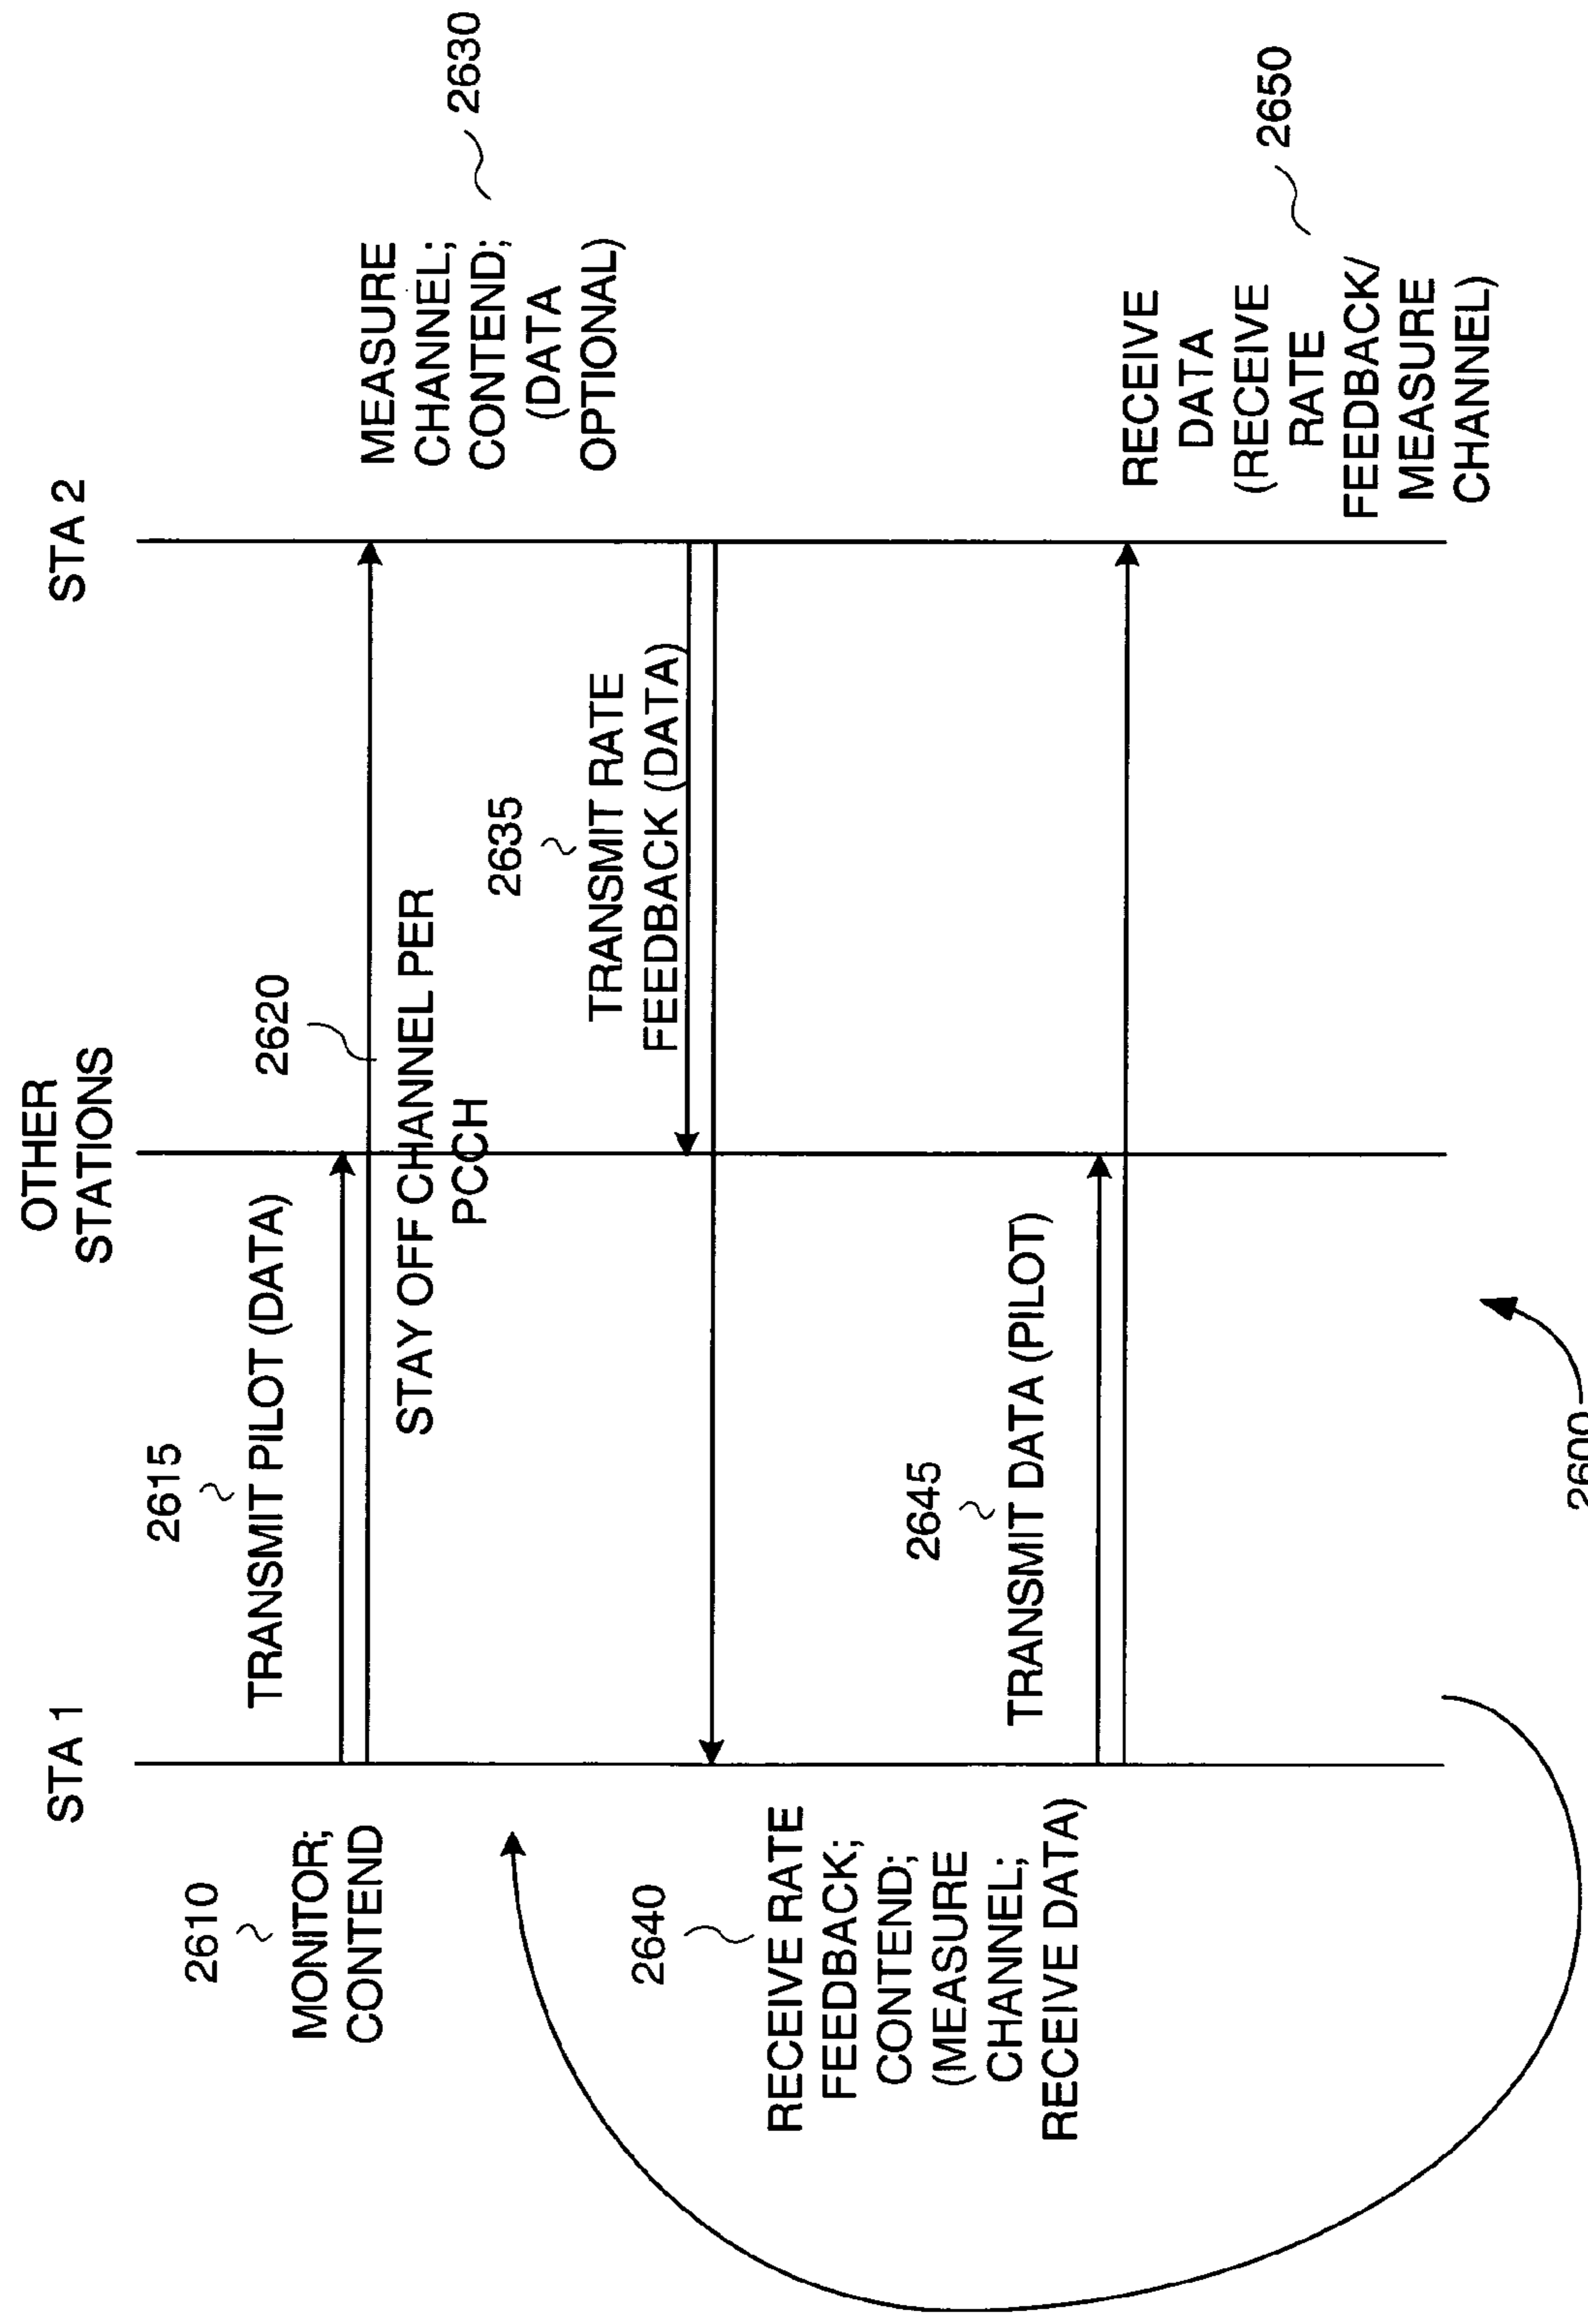 STA 1
OTHER
STATIONS
STA 2
2610
MONITOR;
CONTEND
2615
TRANSMIT PILOT (DATA)
2620
STAY OFF CHANNEL PER
PCCH
MEASURE
CHANNEL;
CONTEND;
(DATA
OPTIONAL)
2630
2635
TRANSMIT RATE
FEEDBACK (DATA)
2640
RECEIVE RATE
FEEDBACK;
CONTEND;
(MEASURE
CHANNEL;
RECEIVE DATA)
2645
TRANSMIT DATA (PILOT)
RECEIVE
DATA
(RECEIVE
RATE
FEEDBACK/
MEASURE
CHANNEL)
2650
2600